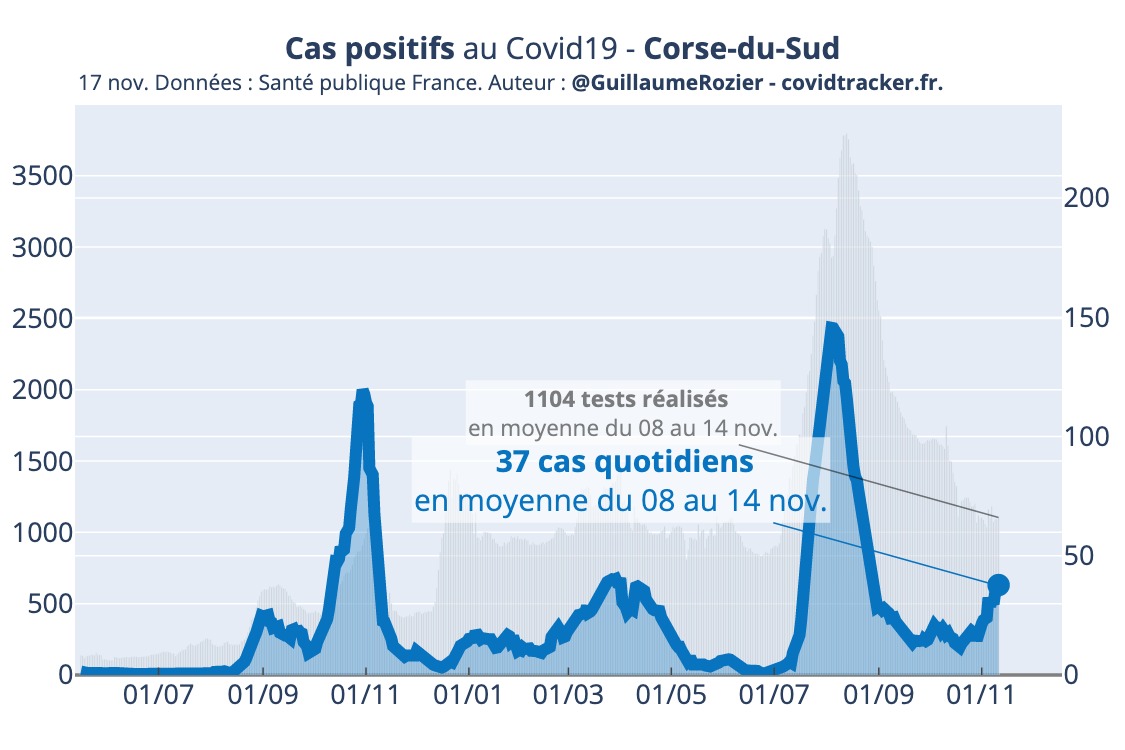 Cas positifs au Covid19 - Corse-du-Sud
17 nov. Données : Santé publique France. Auteur : @GuillaumeRozier - covidtracker.fr.
3500
3000
2500
2000
1500
1000
500
0
200
150
100
50
0
1104 tests réalisés
en moyenne du 08 au 14 nov.
37 cas quotidiens
en moyenne du 08 au 14 nov.
01/07 01/09 01/11 01/01 01/03 01/05 01/07 01/09 01/11